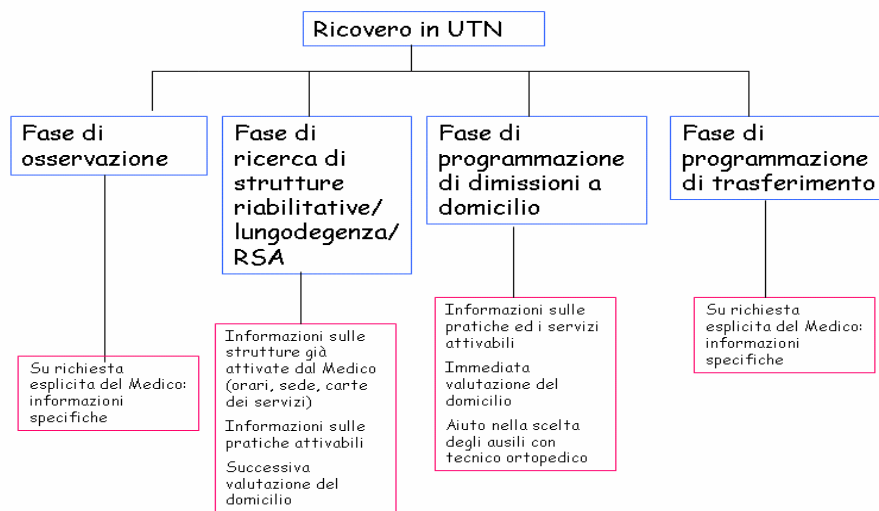 Ricovero in UTN
Fase di
osservazione
Fase di
ricerca di
strutture
riabilitative/
lungodegenza/
RSA
Fase di
programmazione
di dimissioni a
domicilio
Fase di
programmazione
di trasferimento
Su richiesta
esplicita del Medico:
informazioni
specifiche
Informazioni sulle
strutture già
attivate dal Medico
(orari, sede, carte
dei servizi)
Informazioni sulle
pratiche attivabili
Successiva
valutazione del
domicilio
Informazioni sulle
pratiche ed i servizi
attivabili
Immediata
valutazione del
domicilio
Aiuto nella scelta
degli ausili con
tecnico ortopedico
Su richiesta
esplicita del Medico:
informazioni
specifiche